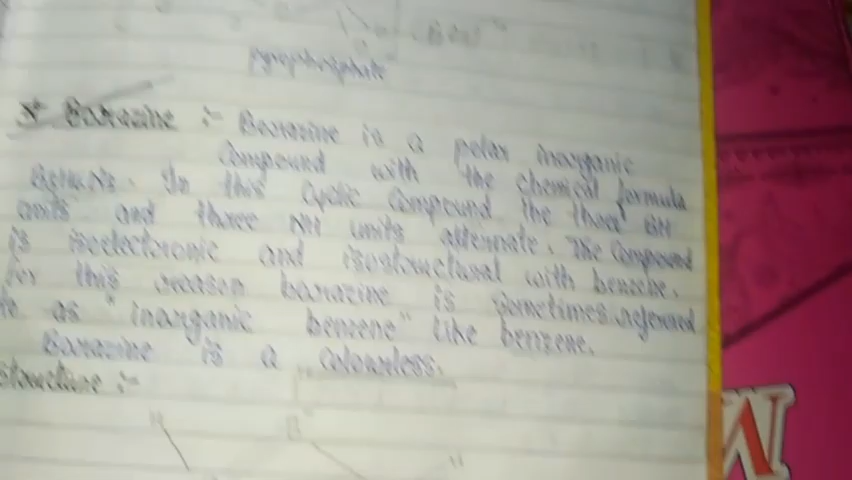 pyrophosphate
* Borazine :- Borazine is a polar inorganic
Compound with the chemical formula
B3H6N3. In this cyclic Compound the three BH
units and three NH units alternate. The Compound
is isoelectronic and isostructural with benzene.
for this reason borazine is sometimes referred
to as "inorganic benzene" like benzene.
Borazine is a colourless.
structure :-
H B H
H
M